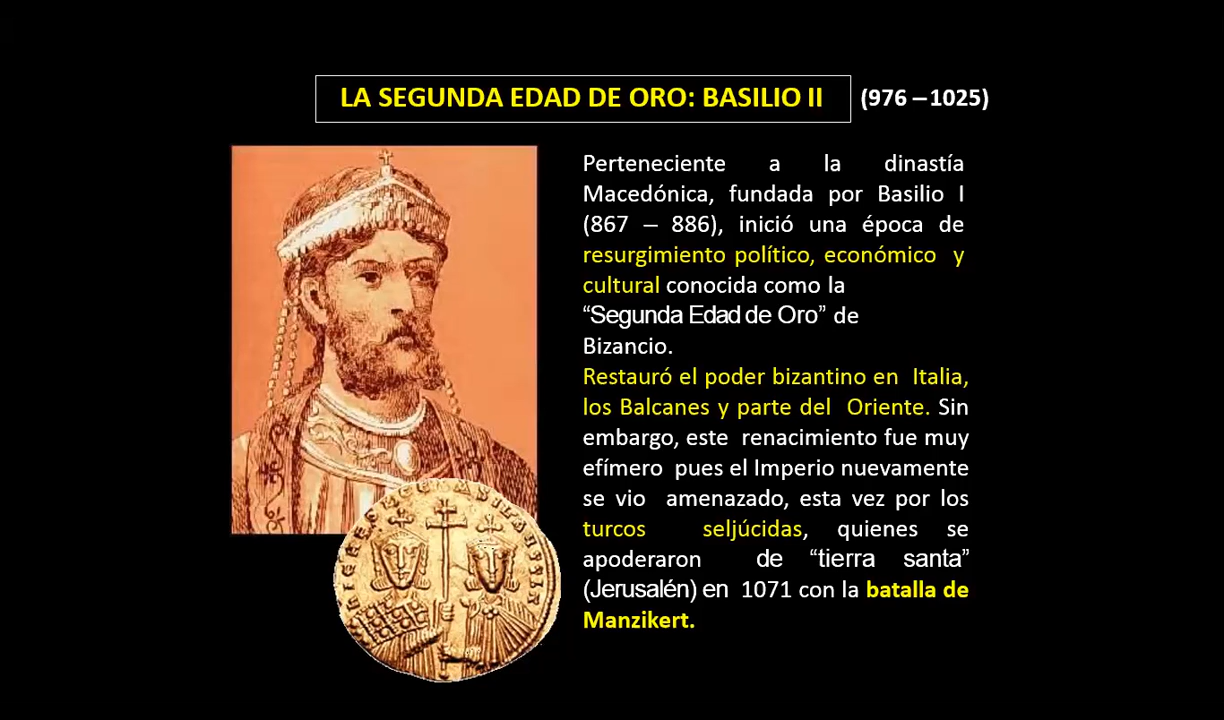 LA SEGUNDA EDAD DE ORO: BASILIO II (976 – 1025)
Perteneciente a la dinastía
Macedónica, fundada por Basilio I
(867 – 886), inició una época de
resurgimiento político, económico y
cultural conocida como la
“Segunda Edad de Oro” de
Bizancio.
Restauró el poder bizantino en Italia,
los Balcanes y parte del Oriente. Sin
embargo, este renacimiento fue muy
efímero pues el Imperio nuevamente
se vio amenazado, esta vez por los
turcos seljúcidas, quienes se
apoderaron de “tierra santa”
(Jerusalén) en 1071 con la batalla de
Manzikert.